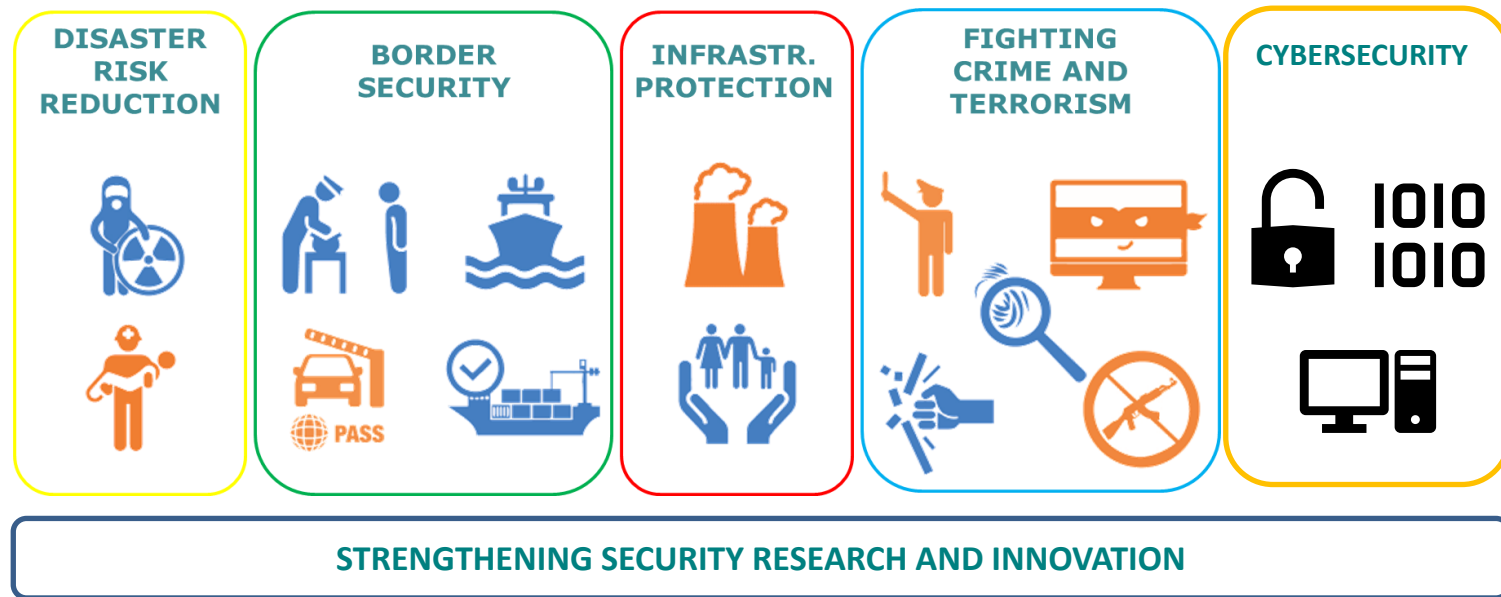 DISASTER
RISK
REDUCTION
BORDER
SECURITY
INFRASTR.
PROTECTION
FIGHTING
CRIME AND
TERRORISM
CYBERSECURITY
PASS
1010
1010
STRENGTHENING SECURITY RESEARCH AND INNOVATION